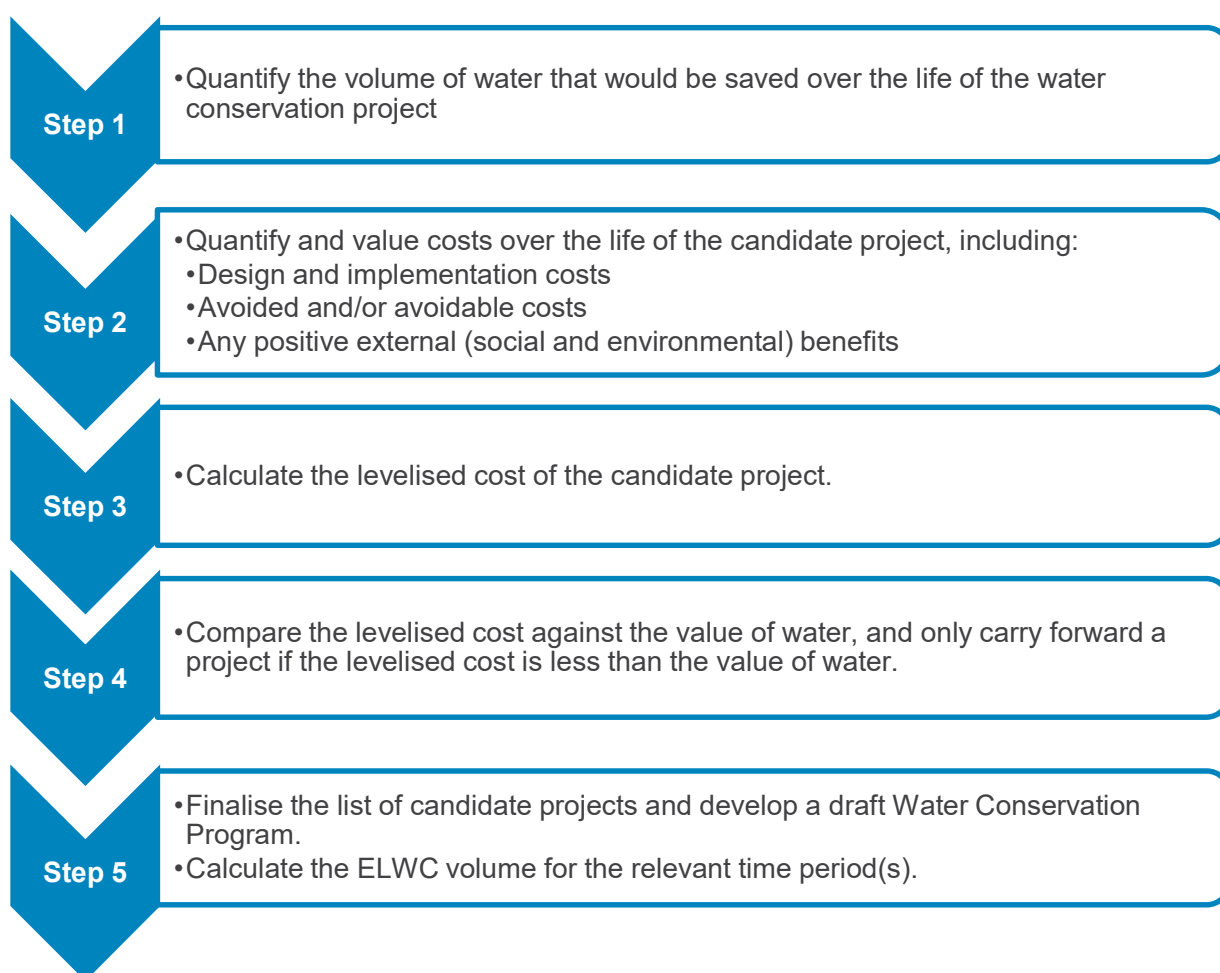 Step 1
•Quantify the volume of water that would be saved over the life of the water
conservation project
Step 2
•Quantify and value costs over the life of the candidate project, including:
•Design and implementation costs
•Avoided and/or avoidable costs
•Any positive external (social and environmental) benefits
Step 3
•Calculate the levelised cost of the candidate project.
Step 4
•Compare the levelised cost against the value of water, and only carry forward a
project if the levelised cost is less than the value of water.
Step 5
•Finalise the list of candidate projects and develop a draft Water Conservation
Program.
•Calculate the ELWC volume for the relevant time period(s).